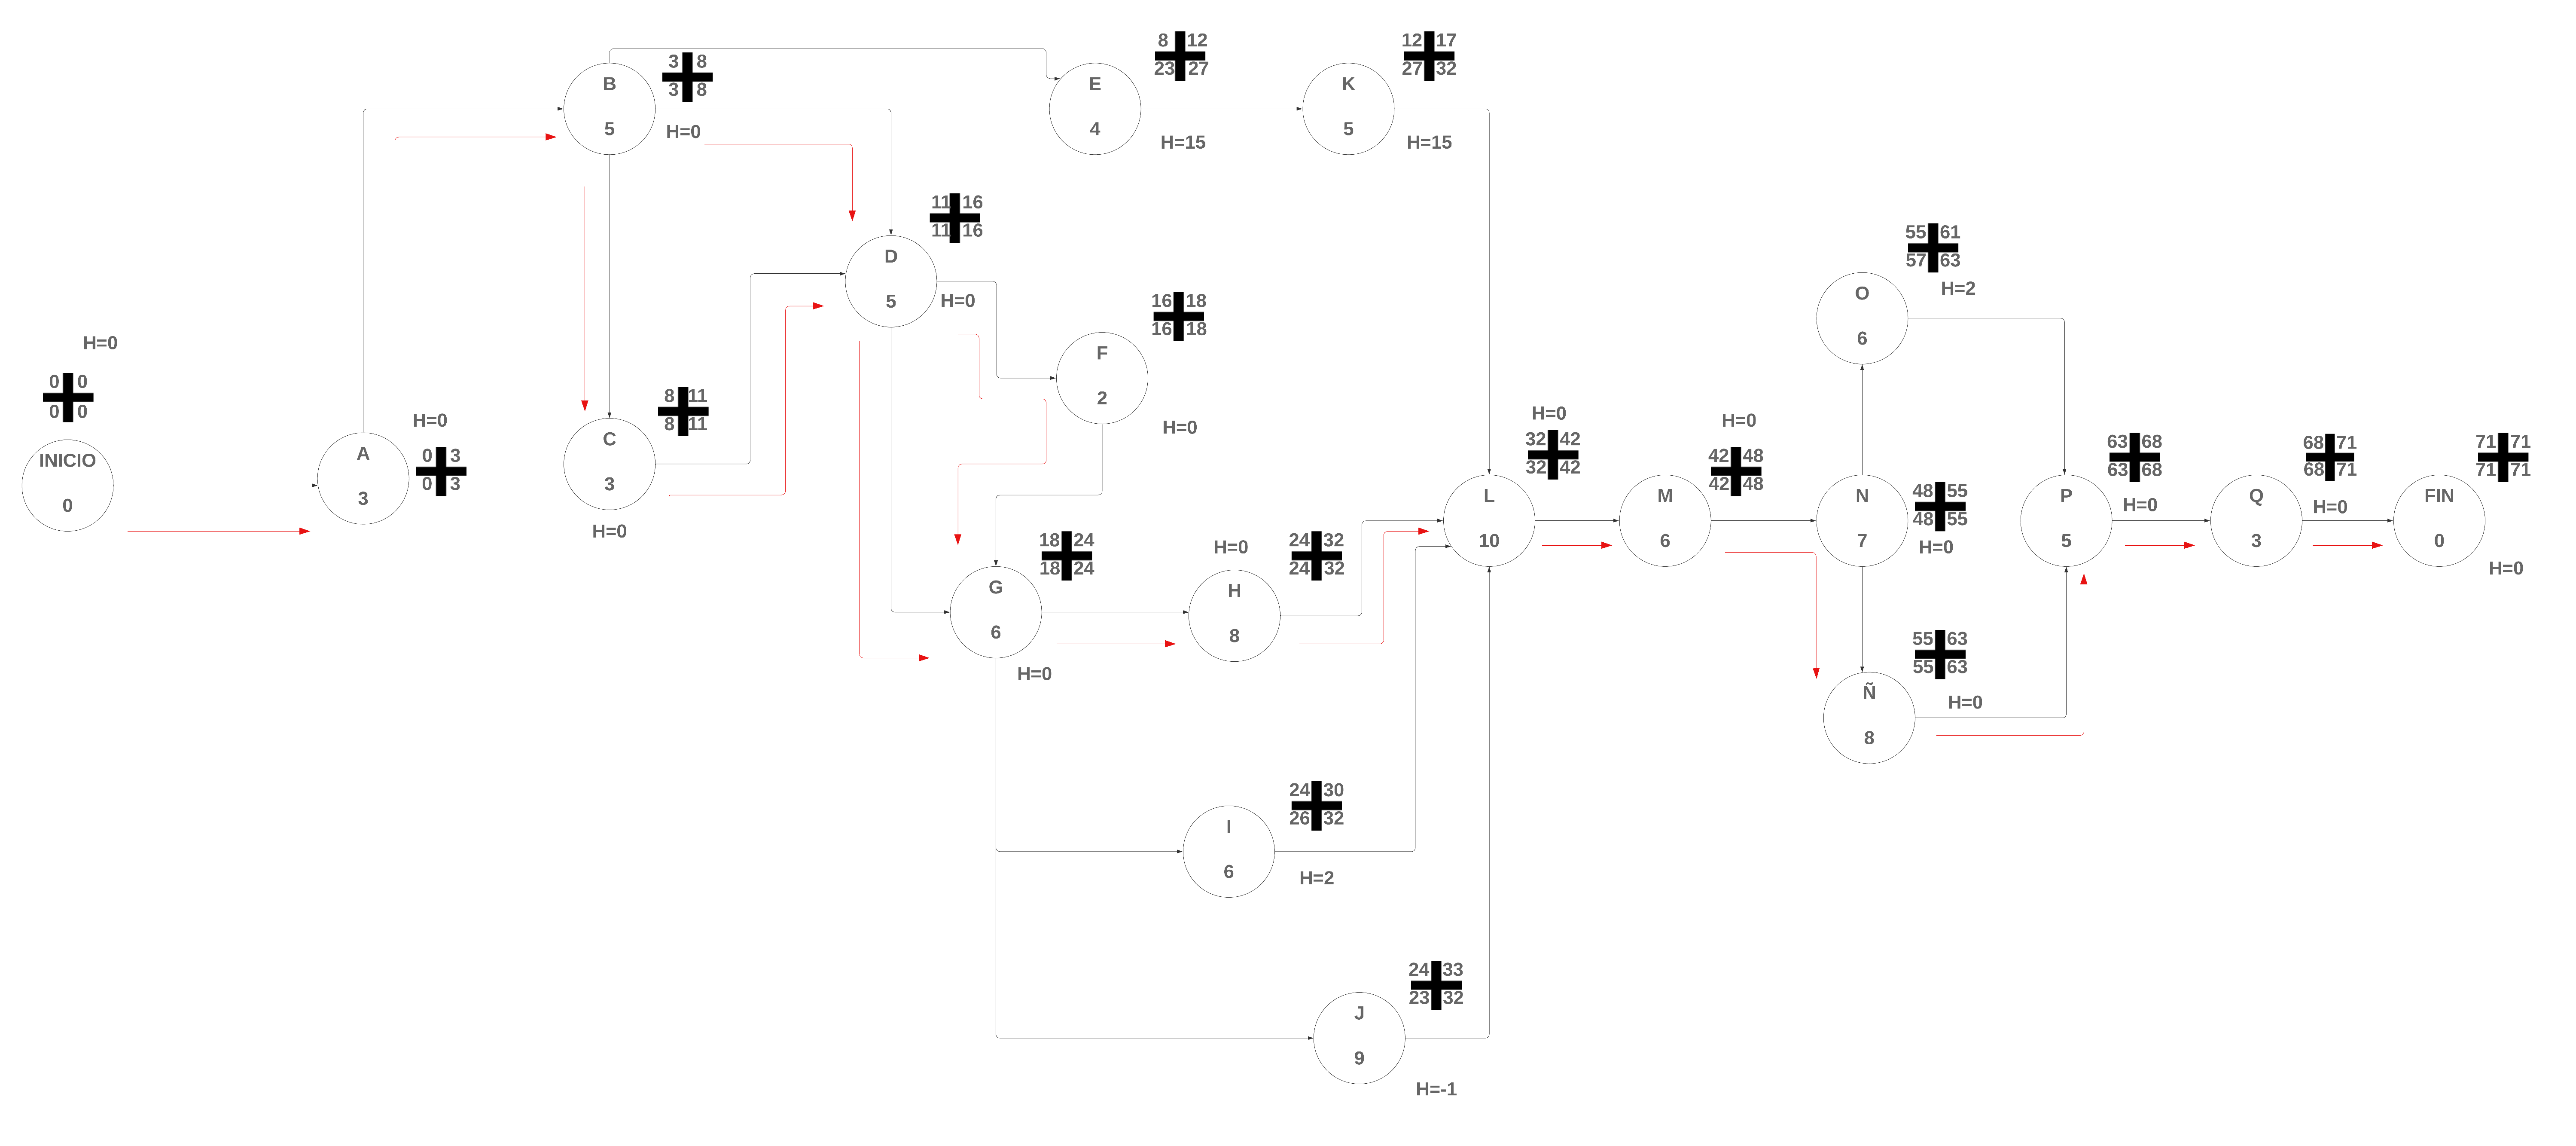 INICIO
0
H=0
0 0
0 0
A
3
H=0
0 3
0 3
B
5
3 8
3 8
H=0
C
3
8 11
8 11
H=0
D
5
11 16
11 16
H=0
E
4
8 12
23 27
H=15
K
5
12 17
27 32
H=15
F
2
16 18
16 18
H=0
G
6
18 24
18 24
H=0
H
8
H=0
24 32
24 32
I
6
24 30
26 32
H=2
J
9
24 33
23 32
H=-1
L
10
H=0
32 42
32 42
M
6
H=0
42 48
42 48
N
7
48 55
48 55
H=0
O
6
55 61
57 63
H=2
Ñ
8
55 63
55 63
H=0
P
5
63 68
63 68
H=0
Q
3
68 71
68 71
H=0
FIN
0
71 71
71 71
H=0